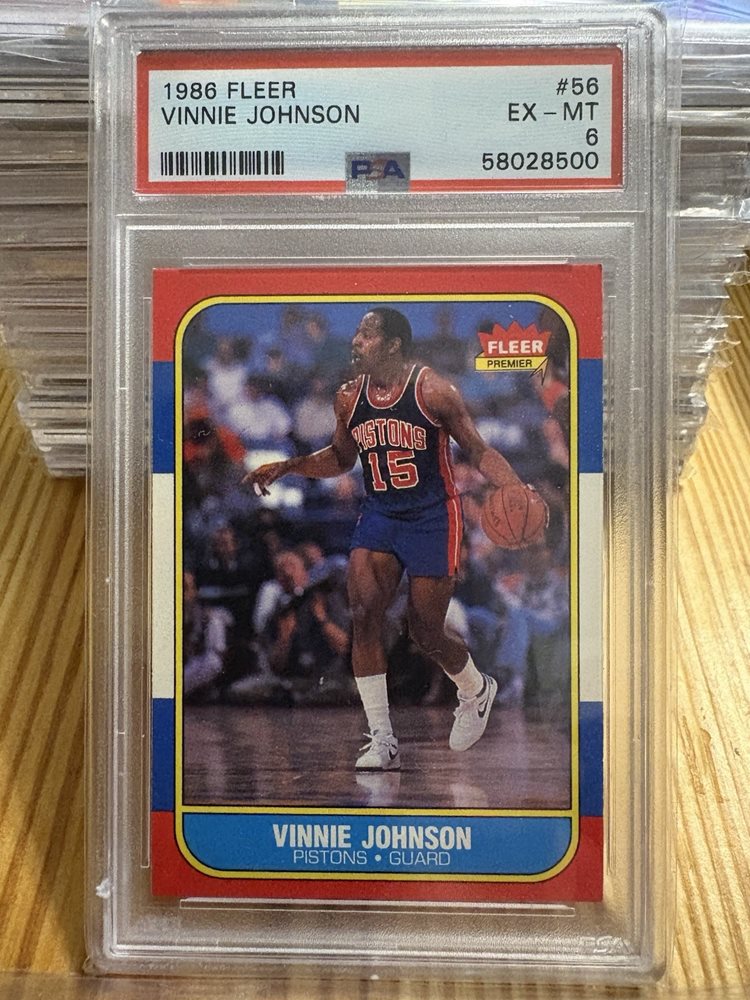 1986 FLEER #56
VINNIE JOHNSON EX – MT
6
PSA 58028500
FLEER
PREMIER
PISTONS
15
VINNIE JOHNSON
PISTONS • GUARD